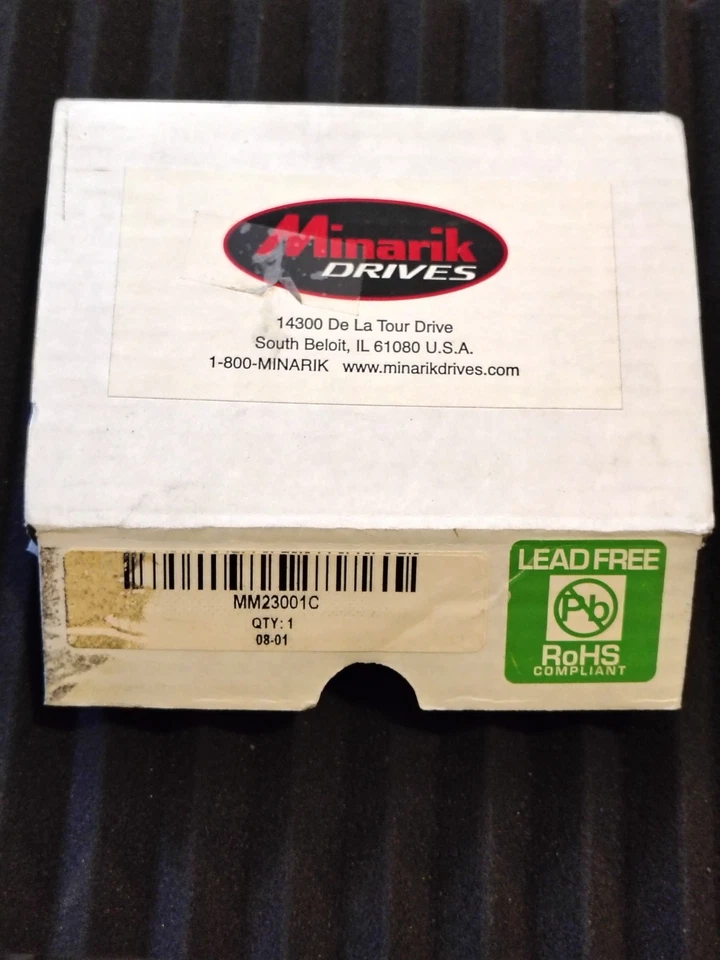 Minarik
DRIVES
14300 De La Tour Drive
South Beloit, IL 61080 U.S.A.
1-800-MINARIK www.minarikdrives.com
MM23001C
QTY: 1
08-01
LEAD FREE
Pb
RoHS
COMPLIANT